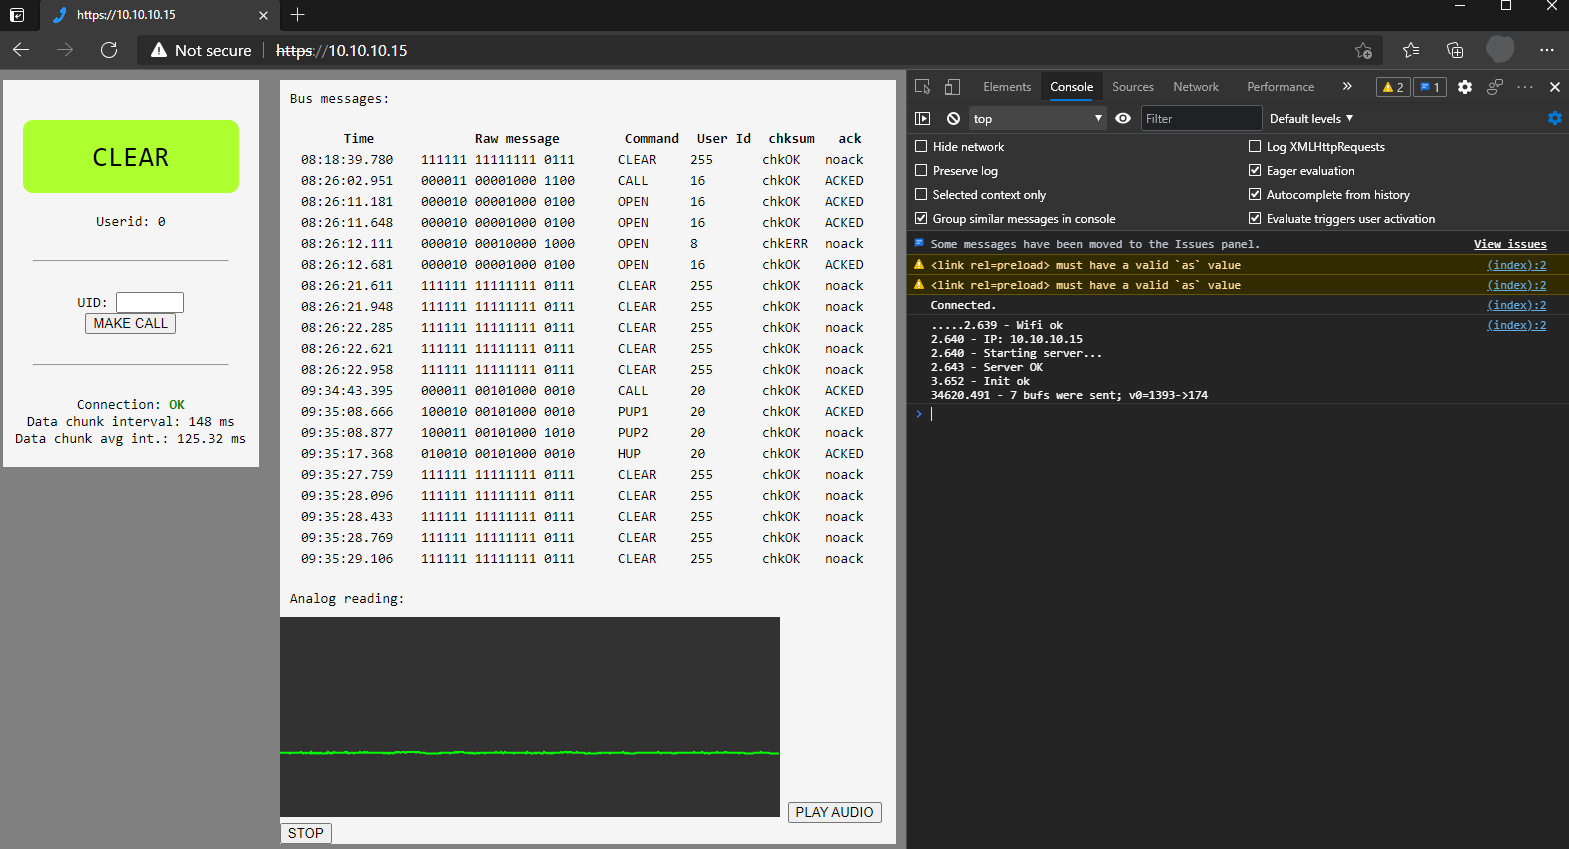 https://10.10.10.15
Not secure https://10.10.10.15
CLEAR
Userid: 0
UID:
MAKE CALL
Connection: OK
Data chunk interval: 148 ms
Data chunk avg int.: 125.32 ms
Bus messages:
Time Raw message Command User Id chksum ack
08:18:39.780 111111 11111111 0111 CLEAR 255 chkOK noack
08:26:02.951 000011 00001000 1100 CALL 16 chkOK ACKED
08:26:11.181 000010 00001000 0100 OPEN 16 chkOK ACKED
08:26:11.648 000010 00001000 0100 OPEN 16 chkOK ACKED
08:26:12.111 000010 00010000 1000 OPEN 8 chkERR noack
08:26:12.681 000010 00001000 0100 OPEN 16 chkOK ACKED
08:26:21.611 111111 11111111 0111 CLEAR 255 chkOK noack
08:26:21.948 111111 11111111 0111 CLEAR 255 chkOK noack
08:26:22.285 111111 11111111 0111 CLEAR 255 chkOK noack
08:26:22.621 111111 11111111 0111 CLEAR 255 chkOK noack
08:26:22.958 111111 11111111 0111 CLEAR 255 chkOK noack
09:34:43.395 000011 00101000 0010 CALL 20 chkOK ACKED
09:35:08.666 100010 00101000 0010 PUP1 20 chkOK ACKED
09:35:08.877 100011 00101000 1010 PUP2 20 chkOK noack
09:35:17.368 010010 00101000 0010 HUP 20 chkOK ACKED
09:35:27.759 111111 11111111 0111 CLEAR 255 chkOK noack
09:35:28.096 111111 11111111 0111 CLEAR 255 chkOK noack
09:35:28.433 111111 11111111 0111 CLEAR 255 chkOK noack
09:35:28.769 111111 11111111 0111 CLEAR 255 chkOK noack
09:35:29.106 111111 11111111 0111 CLEAR 255 chkOK noack
Analog reading:
PLAY AUDIO
STOP
Elements Console Sources Network Performance » 2 1
top Filter Default levels
Hide network Log XMLHttpRequests
Preserve log Eager evaluation
Selected context only Autocomplete from history
Group similar messages in console Evaluate triggers user activation
Some messages have been moved to the Issues panel. View issues
<link rel=preload> must have a valid `as` value (index):2
<link rel=preload> must have a valid `as` value (index):2
Connected. (index):2
.....2.639 - Wifi ok (index):2
2.640 - IP: 10.10.10.15
2.640 - Starting server...
2.643 - Server OK
3.652 - Init ok
34620.491 - 7 bufs were sent; v0=1393->174